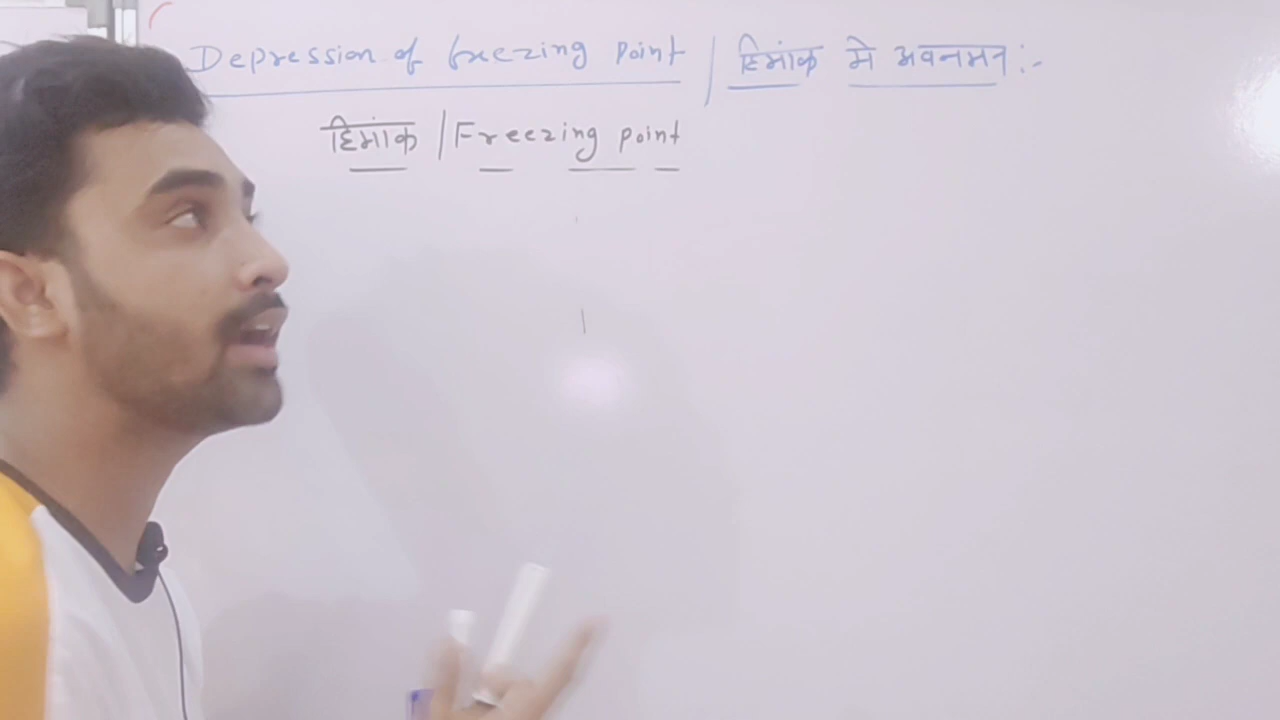 Depression of freezing point / हिमांक मे अवनमन :-
हिमांक / Freezing point